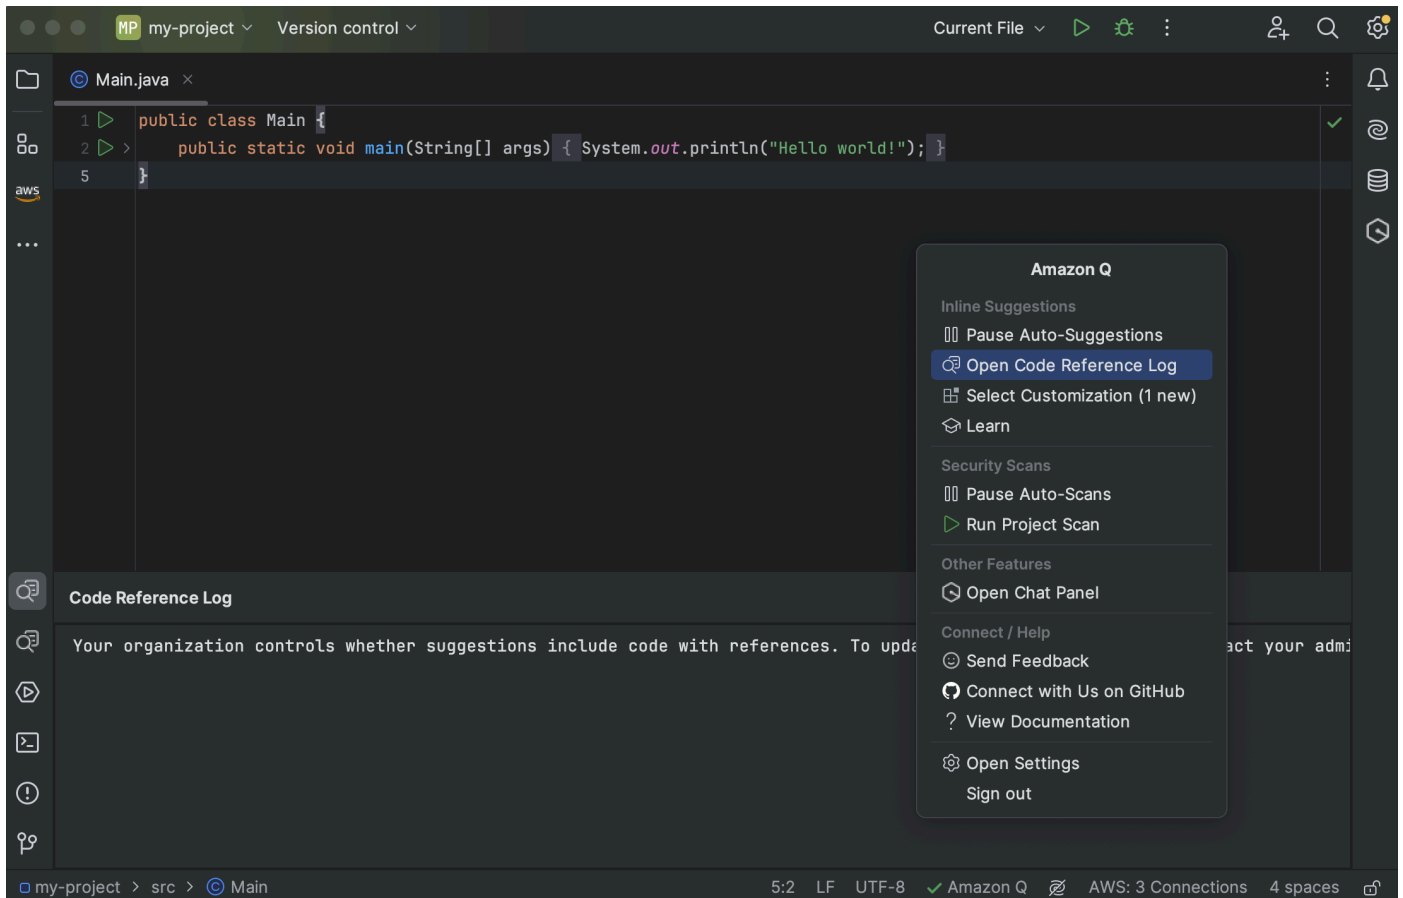 MP my-project Version control Current File
Main.java
1 public class Main {
2 public static void main(String[] args) { System.out.println("Hello world!"); }
5 }
aws
Amazon Q
Inline Suggestions
Pause Auto-Suggestions
Open Code Reference Log
Select Customization (1 new)
Learn
Security Scans
Pause Auto-Scans
Run Project Scan
Other Features
Open Chat Panel
Connect / Help
Send Feedback
Connect with Us on GitHub
View Documentation
Open Settings
Sign out
Code Reference Log
Your organization controls whether suggestions include code with references. To your
my-project > src > Main 5:2 LF UTF-8 Amazon Q AWS: 3 Connections 4 spaces